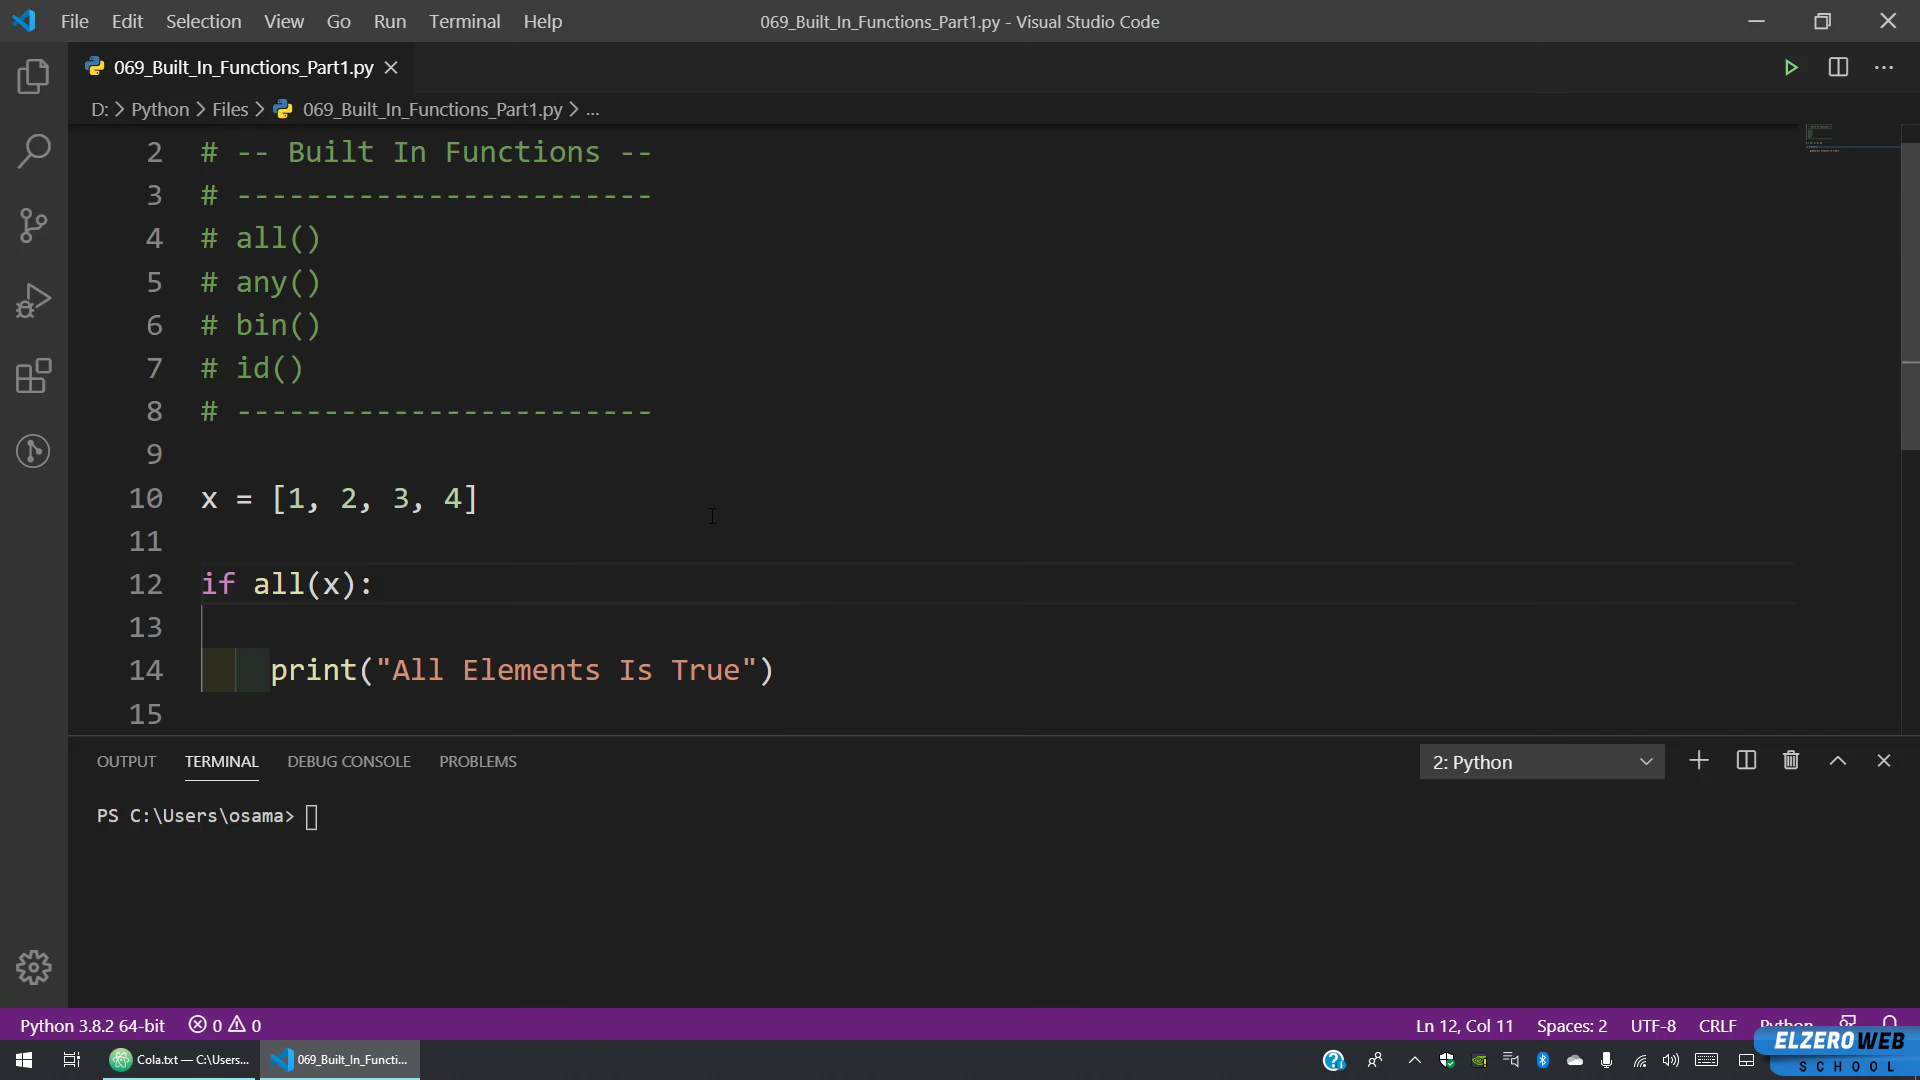 File Edit Selection View Go Run Terminal Help 069_Built_In_Functions_Part1.py - Visual Studio Code
069_Built_In_Functions_Part1.py
D: > Python > Files > 069_Built_In_Functions_Part1.py > ...
2 # -- Built In Functions --
3 # ------------------------
4 # all()
5 # any()
6 # bin()
7 # id()
8 # ------------------------
9
10 x = [1, 2, 3, 4]
11
12 if all(x):
13
14 print("All Elements Is True")
15
OUTPUT TERMINAL DEBUG CONSOLE PROBLEMS 2: Python
PS C:\Users\osama>
Python 3.8.2 64-bit 0 0 Ln 12, Col 11 Spaces: 2 UTF-8 CRLF Python
Cola.txt — C:\Users... 069_Built_In_Functi...
ELZEROWEB
SCHOOL